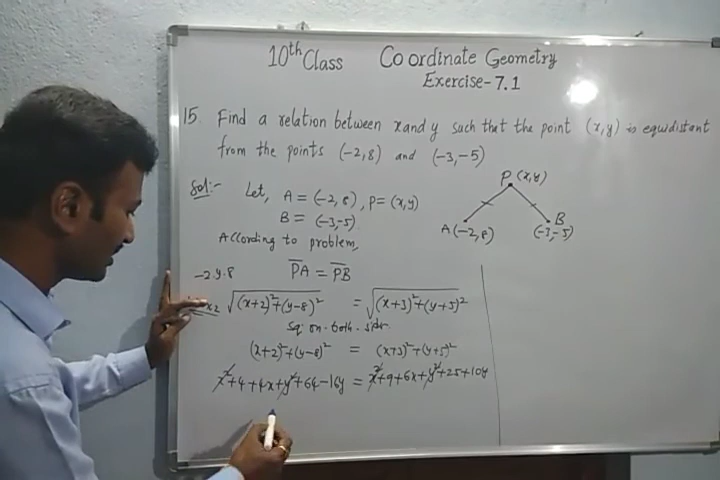 10th Class Coordinate Geometry
Exercise-7.1
15. Find a relation between x and y such that the point (x,y) is equidistant
from the points (-2,8) and (-3,-5)
Sol:- Let, A = (-2,8), P = (x,y)
B = (-3,-5)
According to problem,
P (x,y)
A(-2,8)
B
(-3,-5)
-2.y.8
P̅A̅ = P̅B̅
√(x+2)²+(y-8)² = √(x+3)²+(y+5)²
Sq. on. both. sides.
(x+2)²+(y-8)² = (x+3)²+(y+5)²
x²+4+4x+y²+64-16y = x²+9+6x+y²+25+10y